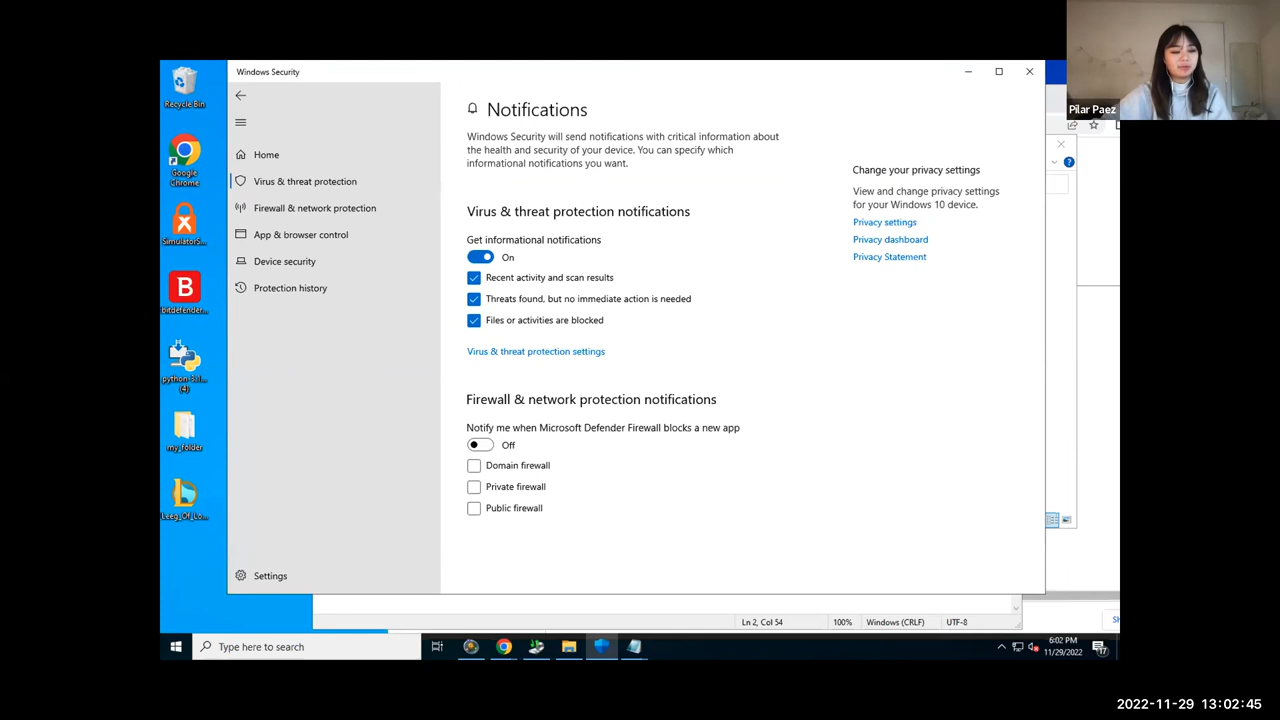 Pilar Paez
Windows Security
Recycle Bin
Google
Chrome
SimulatorS...
bitdefender...
(4)
my_folder
Home
Virus & threat protection
Firewall & network protection
App & browser control
Device security
Protection history
Settings
Notifications
Windows Security will send notifications with critical information about
the health and security of your device. You can specify which
informational notifications you want.
Virus & threat protection notifications
Get informational notifications
On
Recent activity and scan results
Threats found, but no immediate action is needed
Files or activities are blocked
Virus & threat protection settings
Firewall & network protection notifications
Notify me when Microsoft Defender Firewall blocks a new app
Off
Domain firewall
Private firewall
Public firewall
Change your privacy settings
View and change privacy settings
for your Windows 10 device.
Privacy settings
Privacy dashboard
Privacy Statement
Ln 2, Col 54
100%
Windows (CRLF)
UTF-8
Type here to search
6:02 PM
11/29/2022
17
2022-11-29 13:02:45